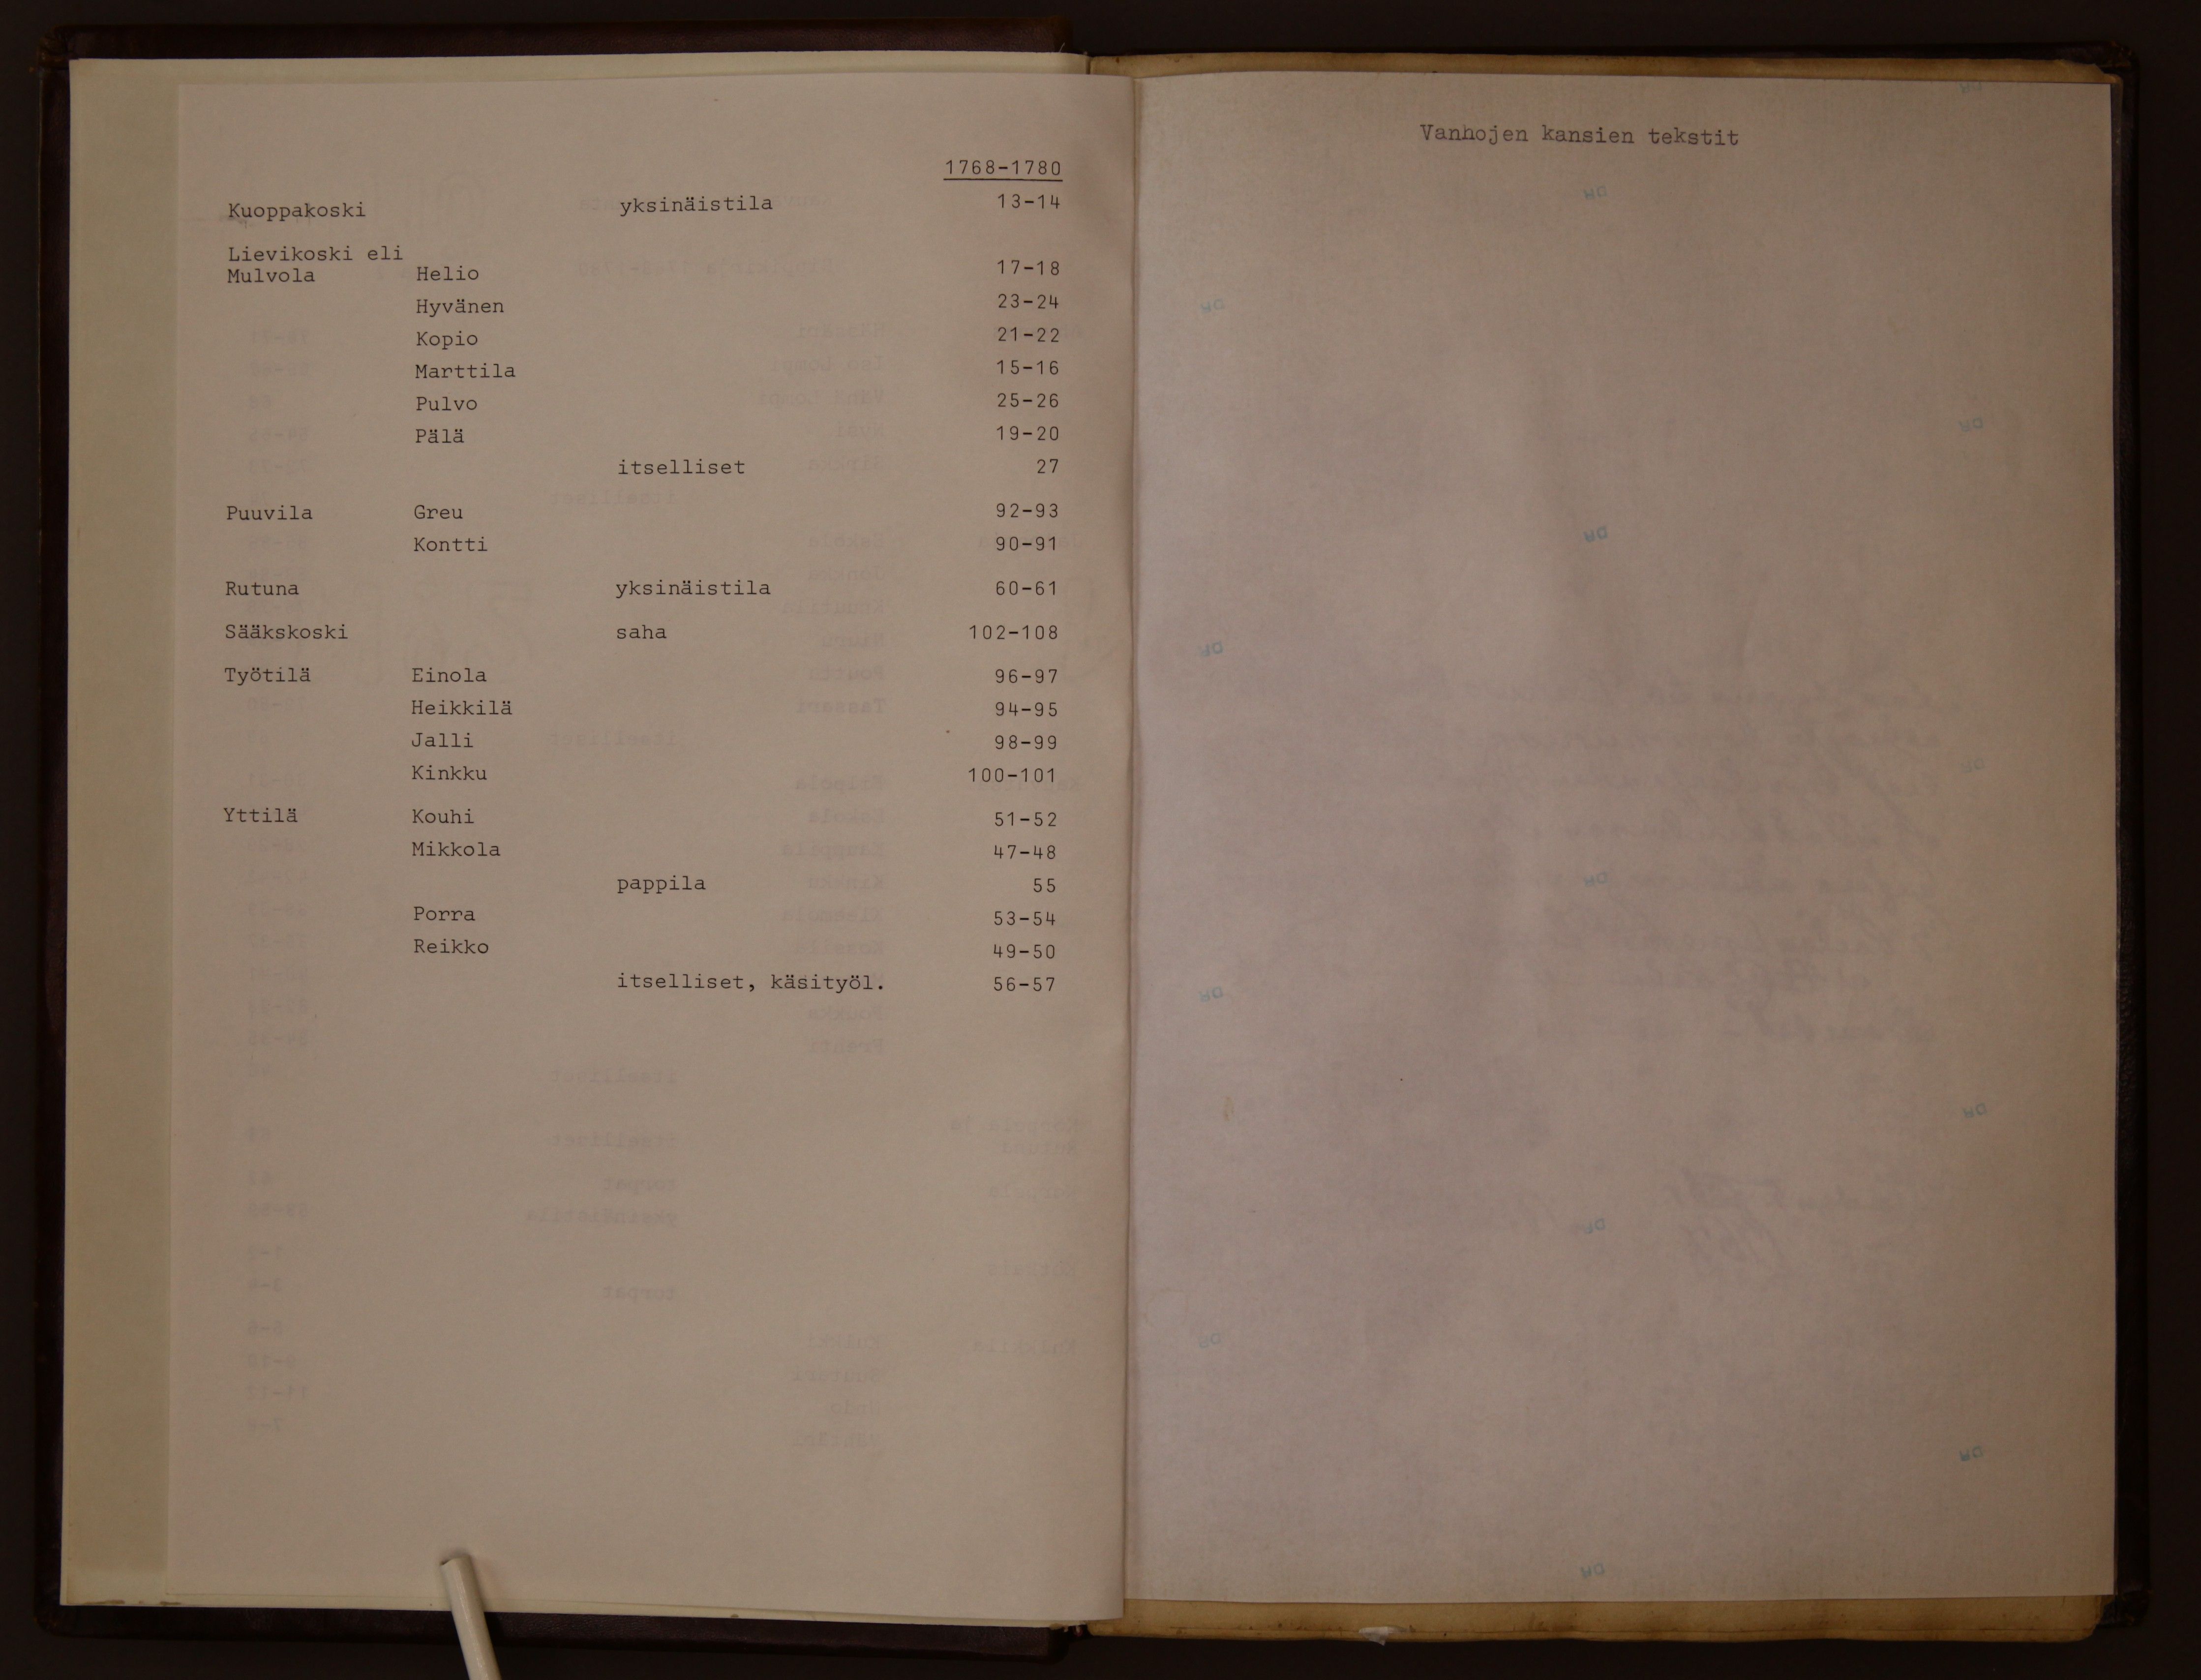 1768-1780
Kuoppakoski yksinäistila 13-14
Lievikoski eli
Mulvola Helio 17-18
Hyvänen 23-24
Kopio 21-22
Marttila 15-16
Pulvo 25-26
Pälä 19-20
itselliset 27
Puuvila Greu 92-93
Kontti 90-91
Rutuna yksinäistila 60-61
Sääkskoski saha 102-108
Työtilä Einola 96-97
Heikkilä 94-95
Jalli 98-99
Kinkku 100-101
Yttilä Kouhi 51-52
Mikkola 47-48
pappila 55
Porra 53-54
Reikko 49-50
itselliset, käsityöl. 56-57
Vanhojen kansien tekstit